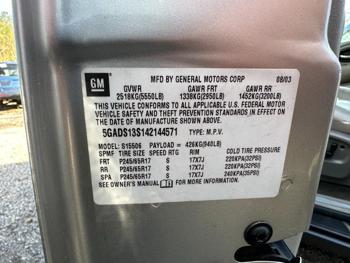 GM
MFD BY GENERAL MOTORS CORP 08/03
GVWR GAWR FRT GAWR RR
2518KG(5550LB) 1338KG(2950LB) 1452KG(3200LB)
THIS VEHICLE CONFORMS TO ALL APPLICABLE U.S. FEDERAL MOTOR
VEHICLE SAFETY AND THEFT PREVENTION STANDARDS IN EFFECT ON
THE DATE OF MANUFACTURE SHOWN ABOVE.
5GADS13S142144571 TYPE: M.P.V.
MODEL: S15506 PAYLOAD = 426KG(940LB)
SPMF TIRE SIZE SPEED RTG RIM COLD TIRE PRESSURE
FRT P245/65R17 S 17X7J 220KPA(32PSI)
RR P245/65R17 S 17X7J 220KPA(32PSI)
SPA P245/65R17 S 17X7J 240KPA(35PSI)
SEE OWNER'S MANUAL FOR MORE INFORMATION